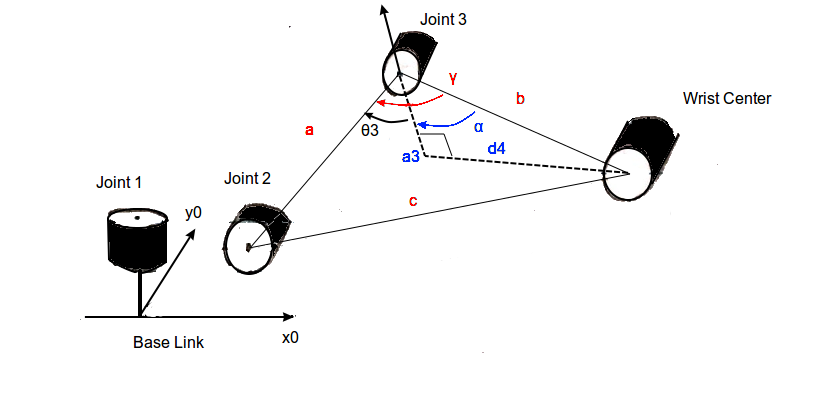 Joint 3
γ
b
Wrist Center
a
θ3
α
a3
d4
Joint 1
Joint 2
y0
c
x0
Base Link